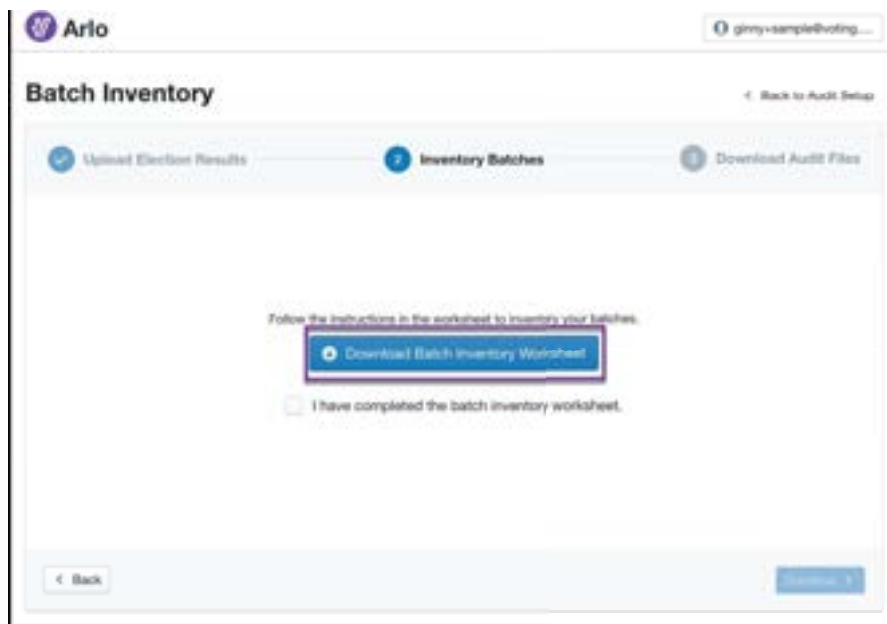 Arlo
ginny+sample@voting....
Batch Inventory
< Back to Audit Setup
Upload Election Results
2 Inventory Batches
3 Download Audit Files
Follow the instructions in the worksheet to inventory your batches.
Download Batch Inventory Worksheet
I have completed the batch inventory worksheet.
< Back
Continue >